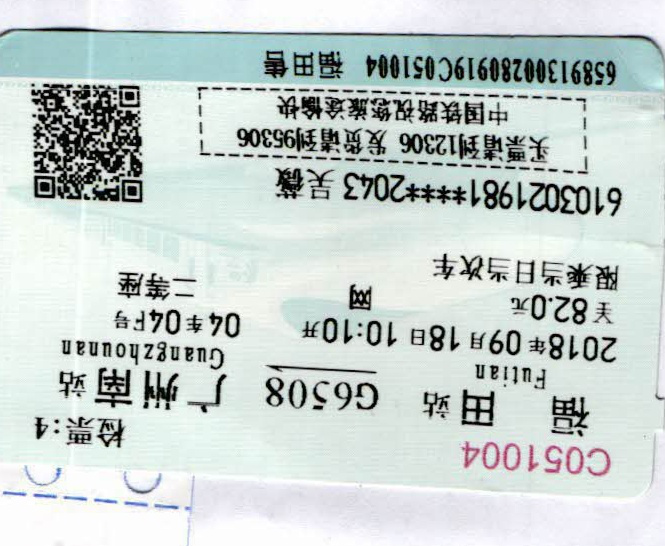 C051004
检票:4
福田站 G6508 广州南站
Futian Guangzhounan
2018年09月18日 10:10开 04车04F号
￥82.0元 网 二等座
限乘当日当次车
6103021981****2043 吴薇
买票请到12306 发货请到95306
中国铁路祝您旅途愉快
65891300280919C051004 福田售